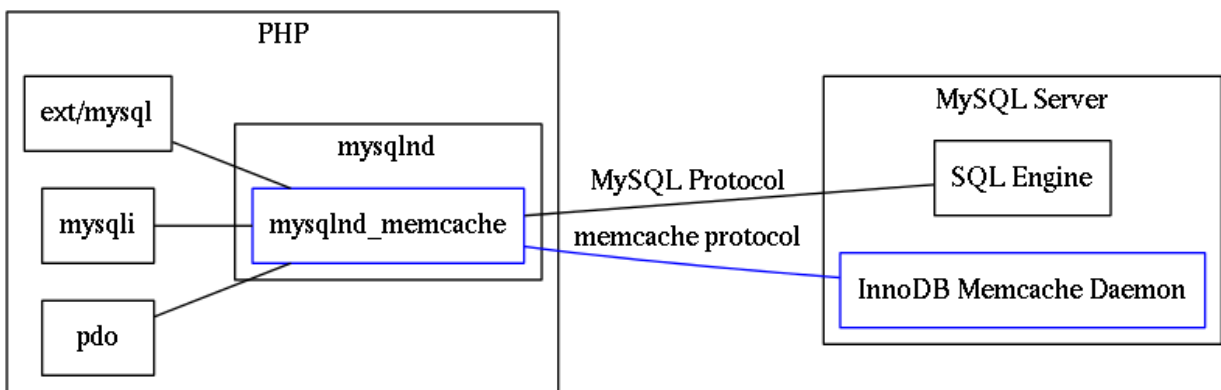 PHP
ext/mysql
mysqlnd
mysqli
mysqlnd_memcache
pdo
MySQL Protocol
memcache protocol
MySQL Server
SQL Engine
InnoDB Memcache Daemon